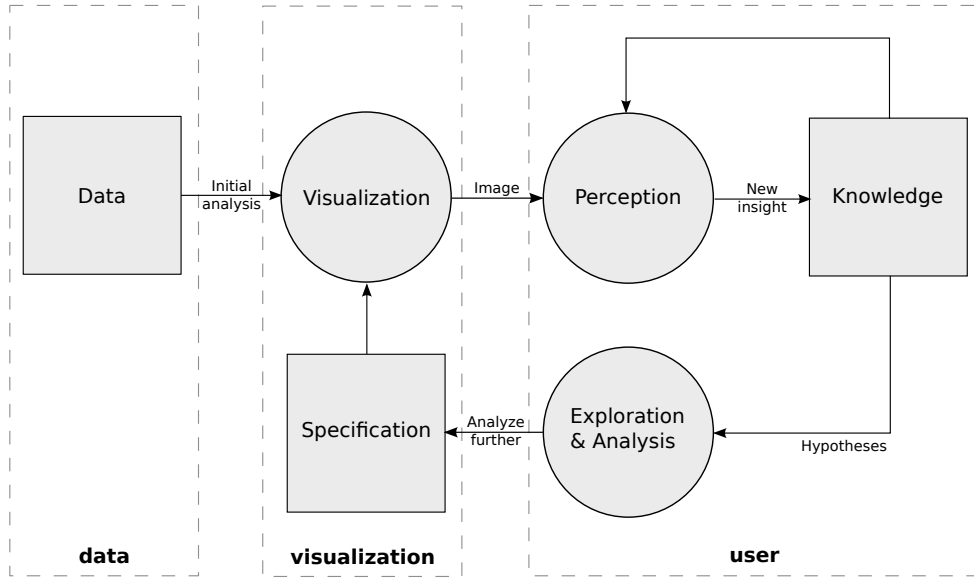 Data
Initial
analysis
Visualization
Image
Perception
New
insight
Knowledge
Specification
Analyze
further
Exploration
& Analysis
Hypotheses
data
visualization
user